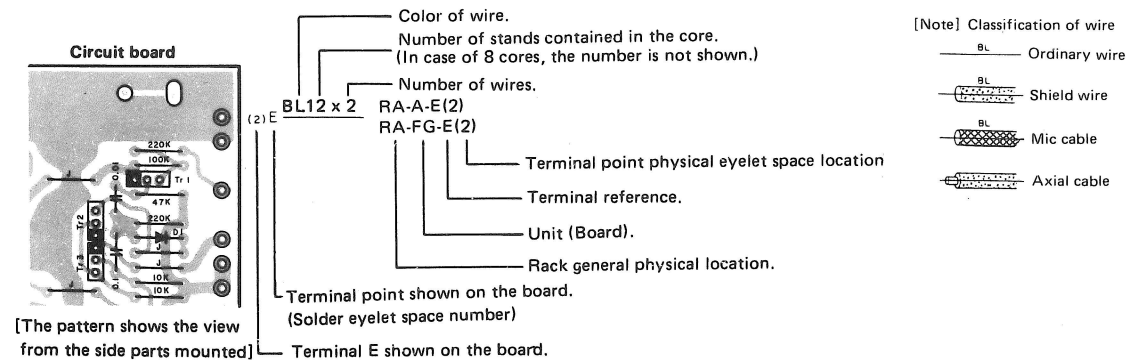 Color of wire.
Number of stands contained in the core.
(In case of 8 cores, the number is not shown.)
Number of wires.
Circuit board
(2) E BL12 x 2 RA-A-E(2)
RA-FG-E(2)
Terminal point physical eyelet space location
Terminal reference.
Unit (Board).
Rack general physical location.
Terminal point shown on the board.
(Solder eyelet space number)
Terminal E shown on the board.
220K
100K
0.01
Tr 1
J
47K
Tr2
220K
D
J
Tr3
J
0.1
10K
J
10K
[The pattern shows the view
from the side parts mounted]
[Note] Classification of wire
BL
Ordinary wire
BL
Shield wire
BL
Mic cable
Axial cable